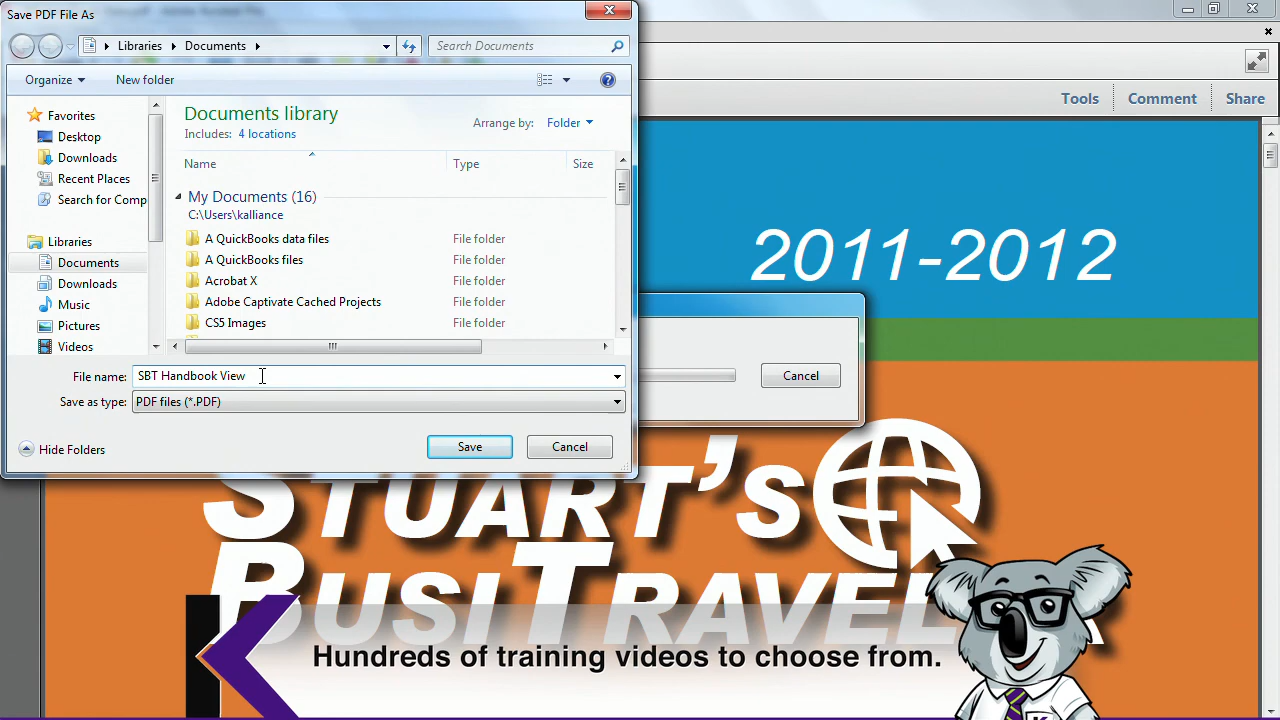 Save PDF File As
Libraries Documents
Search Documents
Organize New folder
Tools Comment Share
Favorites
Desktop
Downloads
Recent Places
Search for Comp
Libraries
Documents
Downloads
Music
Pictures
Videos
Documents library
Includes: 4 locations
Arrange by: Folder
Name Type Size
My Documents (16)
C:\Users\kalliance
A QuickBooks data files File folder
A QuickBooks files File folder
Acrobat X File folder
Adobe Captivate Cached Projects File folder
CS5 Images File folder
File name: SBT Handbook View
Save as type: PDF files (*.PDF)
Hide Folders
Save Cancel
Cancel
2011-2012
STUART'S
BUSITRAVEL
Hundreds of training videos to choose from.